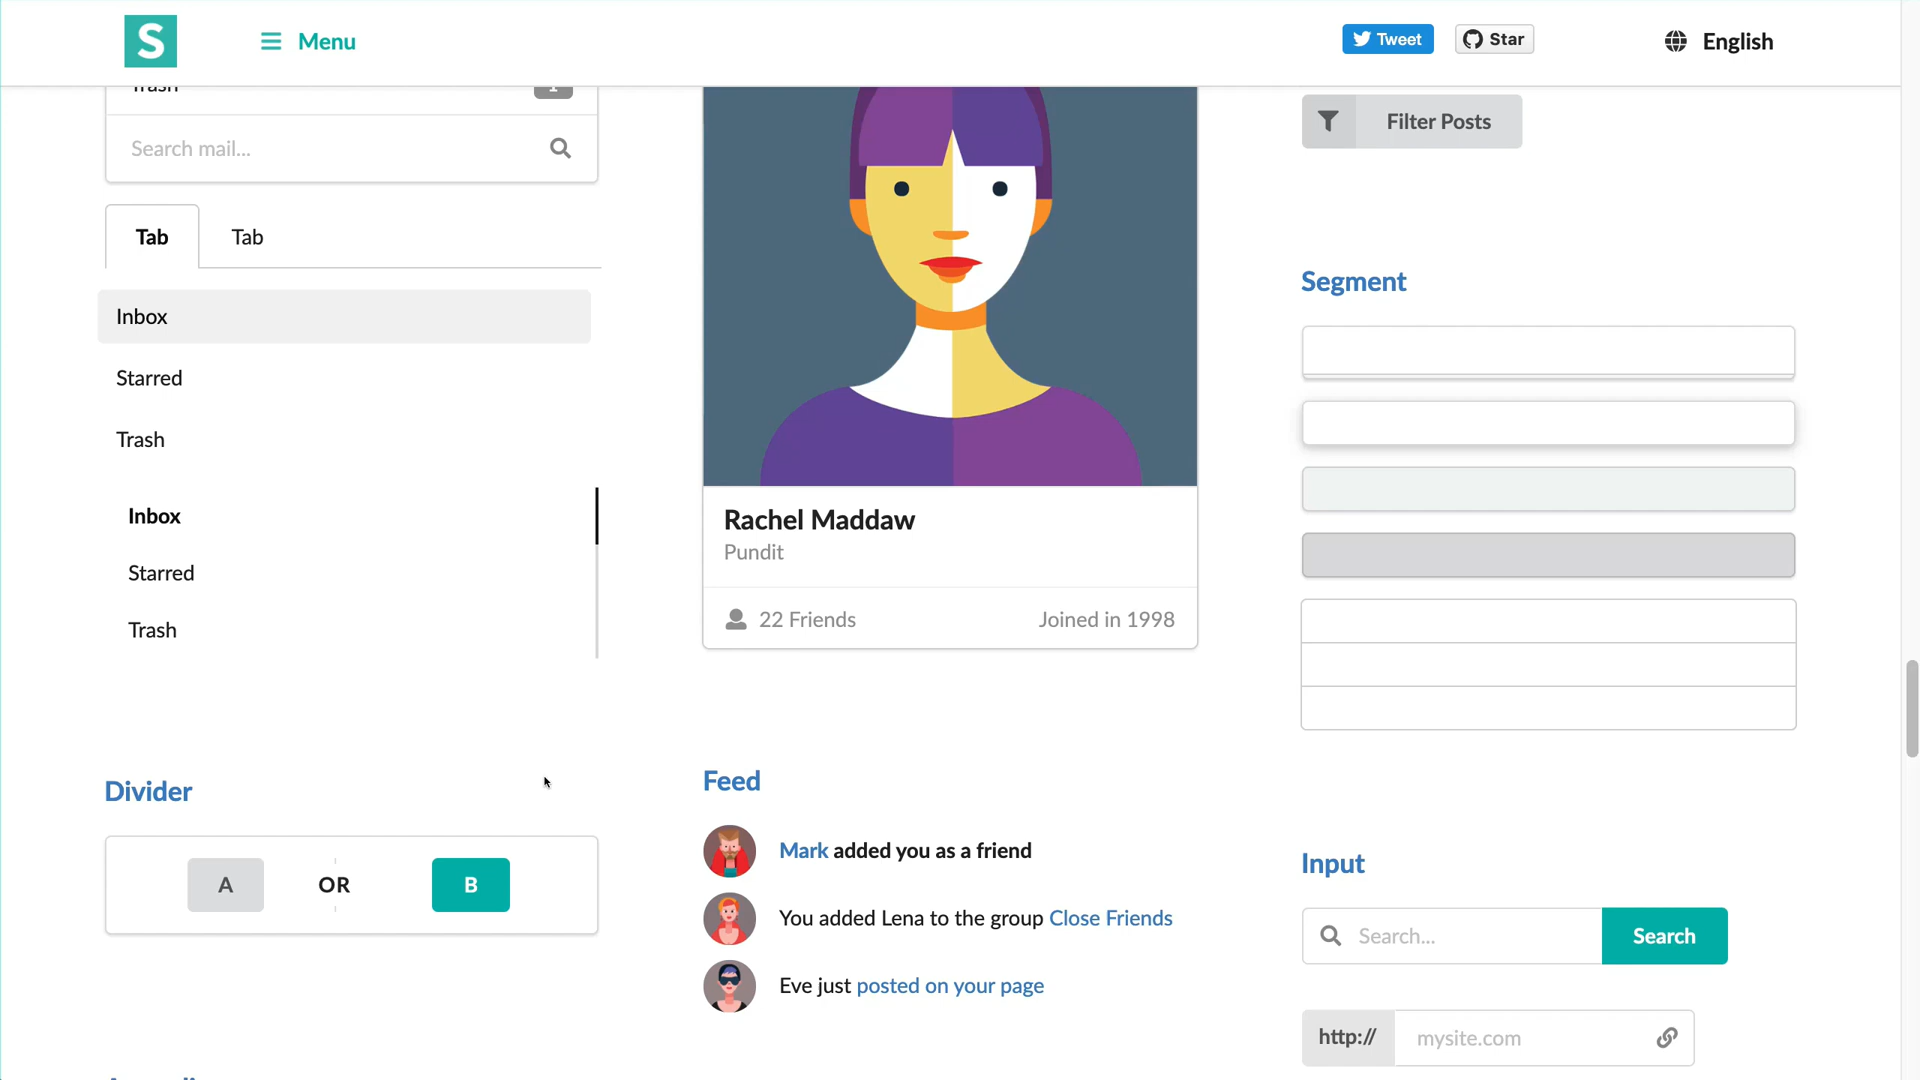 S
Menu
Tweet
Star
English
Trash
1
Search mail...
Tab
Tab
Inbox
Starred
Trash
Inbox
Starred
Trash
Divider
A
OR
B
Rachel Maddaw
Pundit
22 Friends
Joined in 1998
Feed
Mark added you as a friend
You added Lena to the group Close Friends
Eve just posted on your page
Filter Posts
Segment
Input
Search...
Search
http://
mysite.com